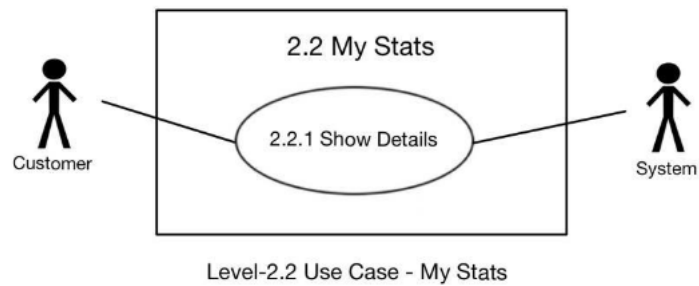 2.2 My Stats
2.2.1 Show Details
Customer
System
Level-2.2 Use Case - My Stats